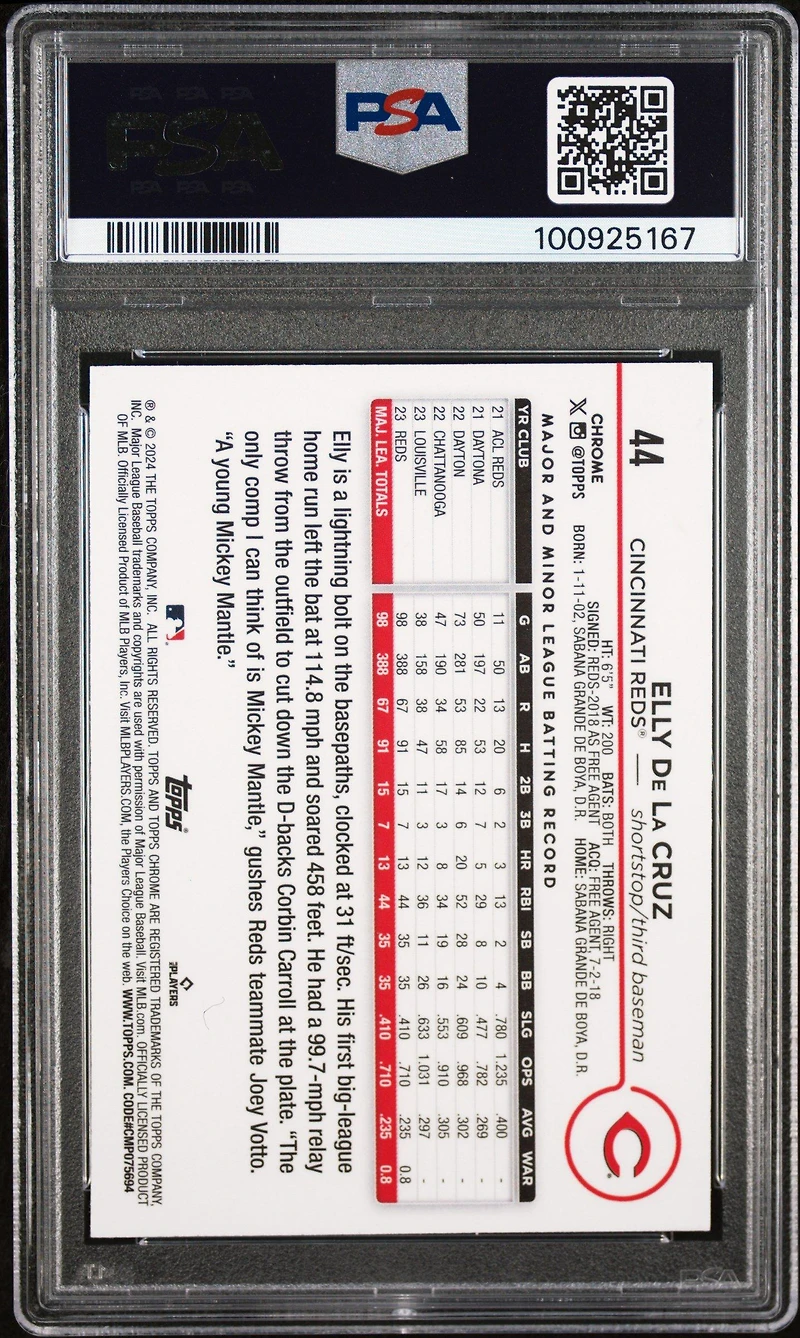 PSA
100925167
44
ELLY DE LA CRUZ
CINCINNATI REDS® — shortstop/third baseman
CHROME
@TOPPS
HT: 6'5" WT: 200 BATS: BOTH THROWS: RIGHT
SIGNED: REDS-2018 AS FREE AGENT ACQ: FREE AGENT, 7-2-18
BORN: 1-11-02, SABANA GRANDE DE BOYA, D.R. HOME: SABANA GRANDE DE BOYA, D.R.
C
MAJOR AND MINOR LEAGUE BATTING RECORD
YR CLUB G AB R H 2B 3B HR RBI SB BB SLG OPS AVG WAR
21 ACL REDS 11 50 13 20 6 2 3 13 2 4 .780 1.235 .400 -
21 DAYTONA 50 197 22 53 12 7 5 29 8 10 .477 .782 .269 -
22 DAYTON 73 281 53 85 14 6 20 52 28 24 .609 .968 .302 -
22 CHATTANOOGA 47 190 34 58 17 3 8 34 19 16 .553 .910 .305 -
23 LOUISVILLE 38 158 38 47 11 3 12 36 11 26 .633 1.031 .297 -
23 REDS 98 388 67 91 15 7 13 44 35 35 .410 .710 .235 0.8
MAJ. LEA. TOTALS 98 388 67 91 15 7 13 44 35 35 .410 .710 .235 0.8
Elly is a lightning bolt on the basepaths, clocked at 31 ft/sec. His first big-league
home run left the bat at 114.8 mph and soared 458 feet. He had a 99.7-mph relay
throw from the outfield to cut down the D-backs Corbin Carroll at the plate. "The
only comp I can think of is Mickey Mantle," gushes Reds teammate Joey Votto.
"A young Mickey Mantle."
topps®
PLAYERS
® & © 2024 THE TOPPS COMPANY, INC. ALL RIGHTS RESERVED. TOPPS AND TOPPS CHROME ARE REGISTERED TRADEMARKS OF THE TOPPS COMPANY,
INC. Major League Baseball trademarks and copyrights are used with permission of Major League Baseball. Visit MLB.com. OFFICIALLY LICENSED PRODUCT
OF MLB Players, Inc. Officially Licensed Product of MLB Players, Inc. Visit MLBPLAYERS.COM, the Players Choice on the web. WWW.TOPPS.COM. CODE#CMP075694